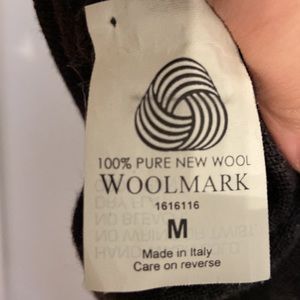 100% PURE NEW WOOL
WOOLMARK
1616116
M
Made in Italy
Care on reverse